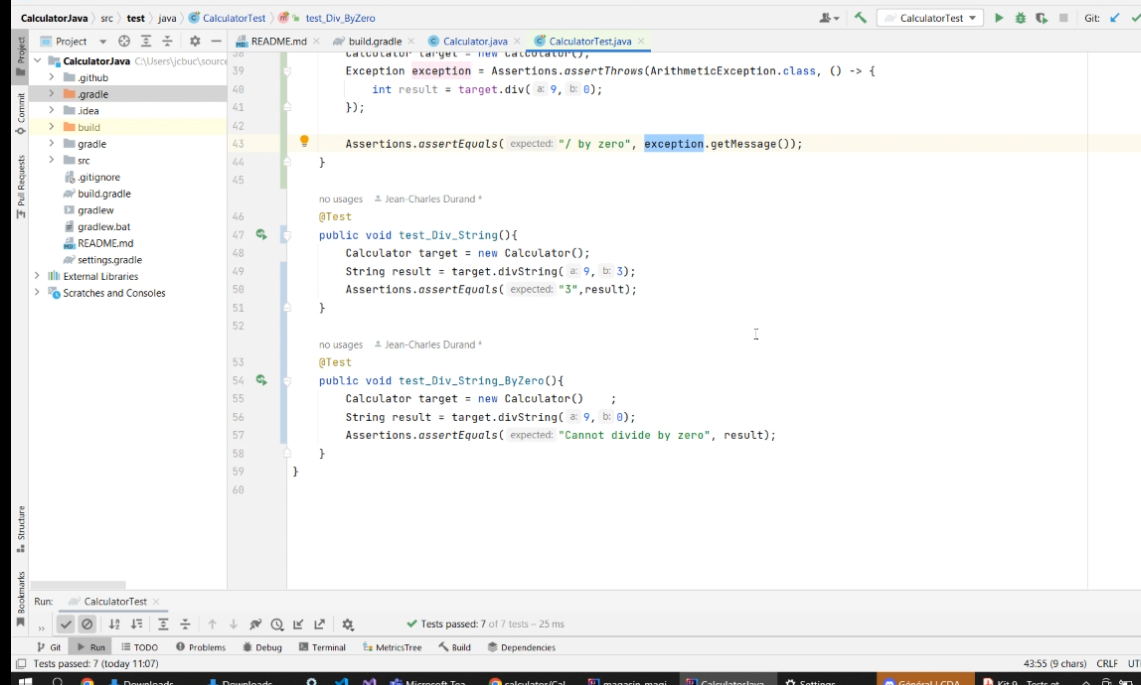 CalculatorJava src test java CalculatorTest test_Div_ByZero
CalculatorTest Git:
Project
README.md build.gradle Calculator.java CalculatorTest.java
Project
Commit
Pull Requests
Structure
Bookmarks
CalculatorJava C:\Users\jcbuc\source
.github
.gradle
.idea
build
gradle
src
.gitignore
build.gradle
gradlew
gradlew.bat
README.md
settings.gradle
External Libraries
Scratches and Consoles
38 Calculator target = new Calculator();
39 Exception exception = Assertions.assertThrows(ArithmeticException.class, () -> {
40 int result = target.div( a: 9, b: 0);
41 });
42
43 Assertions.assertEquals( expected: "/ by zero", exception.getMessage());
44 }
45
no usages Jean-Charles Durand *
46 @Test
47 public void test_Div_String(){
48 Calculator target = new Calculator();
49 String result = target.divString( a: 9, b: 3);
50 Assertions.assertEquals( expected: "3",result);
51 }
52
no usages Jean-Charles Durand *
53 @Test
54 public void test_Div_String_ByZero(){
55 Calculator target = new Calculator() ;
56 String result = target.divString( a: 9, b: 0);
57 Assertions.assertEquals( expected: "Cannot divide by zero", result);
58 }
59 }
60
Run: CalculatorTest
Tests passed: 7 of 7 tests – 25 ms
Git Run TODO Problems Debug Terminal MetricsTree Build Dependencies
Tests passed: 7 (today 11:07) 43:55 (9 chars) CRLF UT
Downloads Downloads Microsoft Tea calculator/Cal magasin_magi CalculatorJava Settings Général LCDA Kit 9 - Tests et